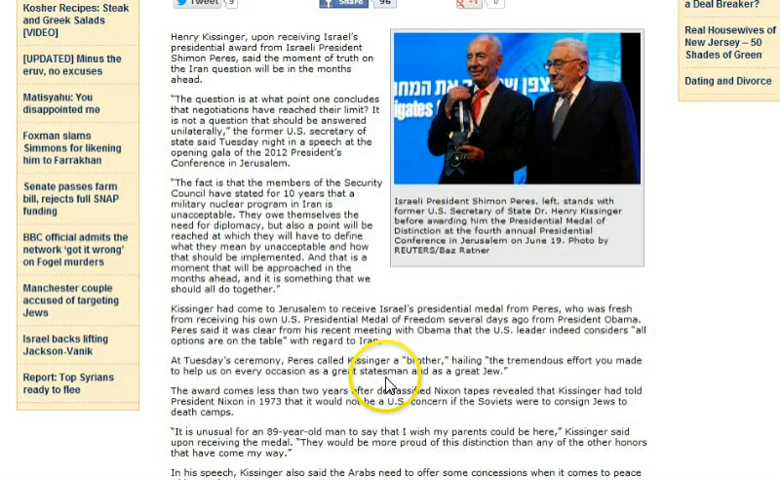 Tweet 9
Share 96
+1 0
Kosher Recipes: Steak
and Greek Salads
[VIDEO]
[UPDATED] Minus the
eruv, no excuses
Matisyahu: You
disappointed me
Foxman slams
Simmons for likening
him to Farrakhan
Senate passes farm
bill, rejects full SNAP
funding
BBC official admits the
network 'got it wrong'
on Fogel murders
Manchester couple
accused of targeting
Jews
Israel backs lifting
Jackson-Vanik
Report: Top Syrians
ready to flee
Henry Kissinger, upon receiving Israel's
presidential award from Israeli President
Shimon Peres, said the moment of truth on
the Iran question will be in the months
ahead.
"The question is at what point one concludes
that negotiations have reached their limit? It
is not a question that should be answered
unilaterally," the former U.S. secretary of
state said Tuesday night in a speech at the
opening gala of the 2012 President's
Conference in Jerusalem.
"The fact is that the members of the Security
Council have stated for 10 years that a
military nuclear program in Iran is
unacceptable. They owe themselves the
need for diplomacy, but also a point will be
reached at which they will have to define
what they mean by unacceptable and how
that should be implemented. And that is a
moment that will be approached in the
months ahead, and it is something that we
should all do together."
את המח
Israeli President Shimon Peres, left, stands with
former U.S. Secretary of State Dr. Henry Kissinger
before awarding him the Presidential Medal of
Distinction at the fourth annual Presidential
Conference in Jerusalem on June 19. Photo by
REUTERS/Baz Ratner
Kissinger had come to Jerusalem to receive Israel's presidential medal from Peres, who was fresh
from receiving his own U.S. Presidential Medal of Freedom several days ago from President Obama.
Peres said it was clear from his recent meeting with Obama that the U.S. leader indeed considers "all
options are on the table" with regard to Iran.
At Tuesday's ceremony, Peres called Kissinger a "brother," hailing "the tremendous effort you made
to help us on every occasion as a great statesman and as a great Jew."
The award comes less than two years after declassified Nixon tapes revealed that Kissinger had told
President Nixon in 1973 that it would not be a U.S. concern if the Soviets were to consign Jews to
death camps.
"It is unusual for an 89-year-old man to say that I wish my parents could be here," Kissinger said
upon receiving the medal. "They would be more proud of this distinction than any of the other honors
that have come my way."
In his speech, Kissinger also said the Arabs need to offer some concessions when it comes to peace
a Deal Breaker?
Real Housewives of
New Jersey – 50
Shades of Green
Dating and Divorce